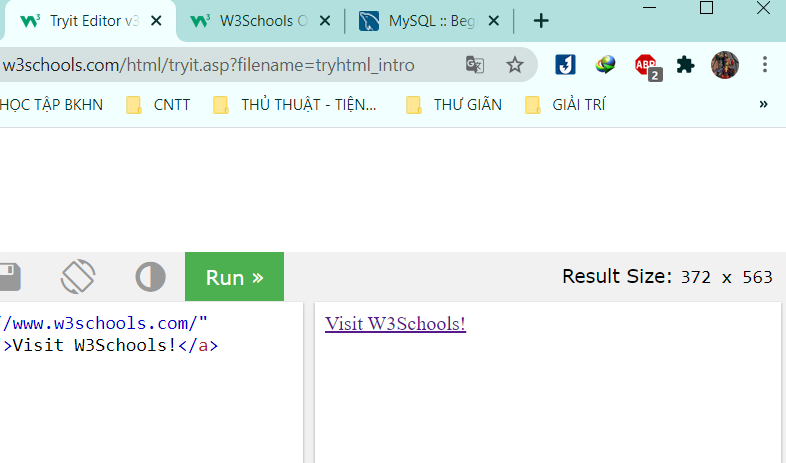 Tryit Editor v3 W3Schools O MySQL :: Beg
w3schools.com/html/tryit.asp?filename=tryhtml_intro ABP 2
HỌC TẬP BKHN CNTT THỦ THUẬT - TIỆN... THƯ GIÃN GIẢI TRÍ »
Run » Result Size: 372 x 563
//www.w3schools.com/" Visit W3Schools!
">Visit W3Schools!</a>